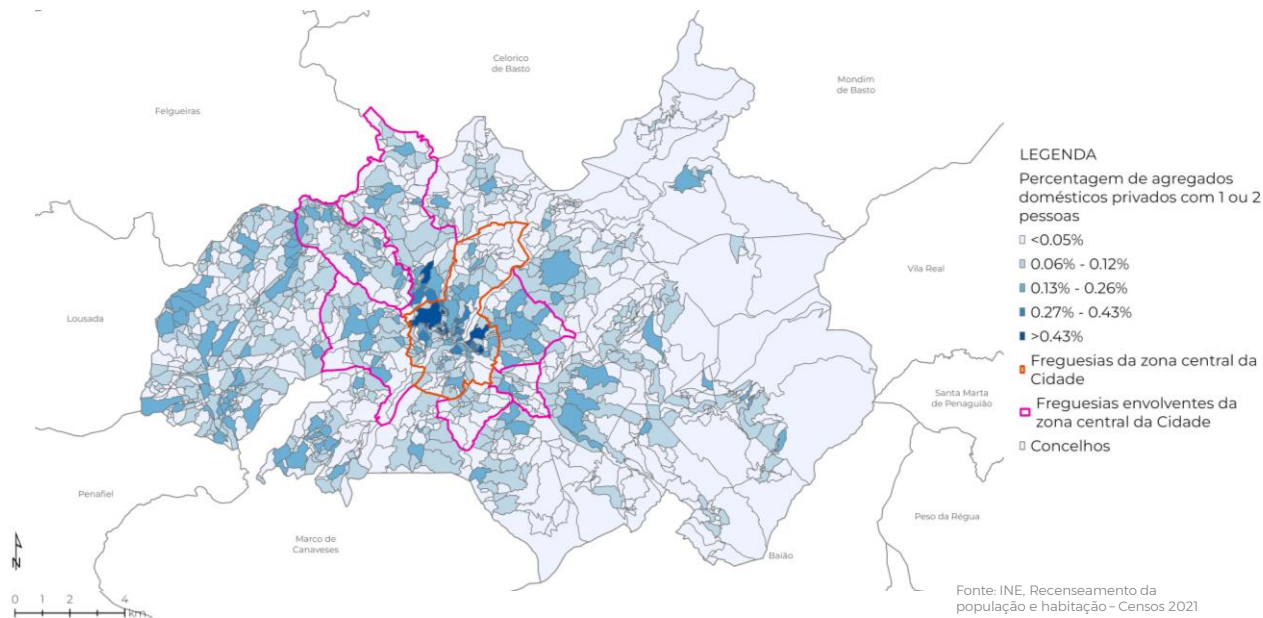 Celorico
de Basto
Mondim
de Basto
Felgueiras
Vila Real
Lousada
Santa Marta
de Penaguião
Penafiel
Peso da Régua
Marco de
Canaveses
Baião
N
0 1 2 4
km
LEGENDA
Percentagem de agregados
domésticos privados com 1 ou 2
pessoas
<0.05%
0.06% - 0.12%
0.13% - 0.26%
0.27% - 0.43%
>0.43%
Freguesias da zona central da
Cidade
Freguesias envolventes da
zona central da Cidade
Concelhos
Fonte: INE, Recenseamento da
população e habitação – Censos 2021